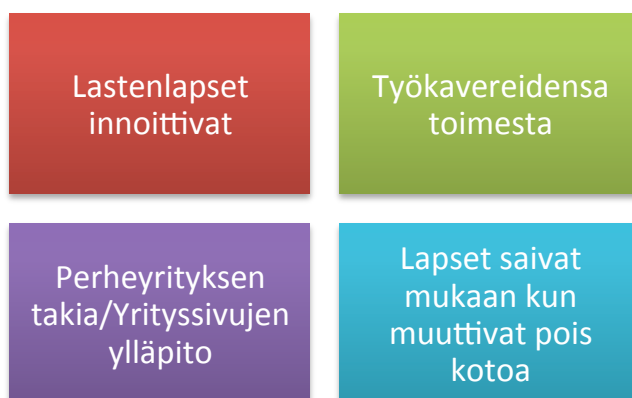 Lastenlapset
innoittivat
Työkavereidensa
toimesta
Perheyrityksen
takia/Yrityssivujen
ylläpito
Lapset saivat
mukaan kun
muuttivat pois
kotoa